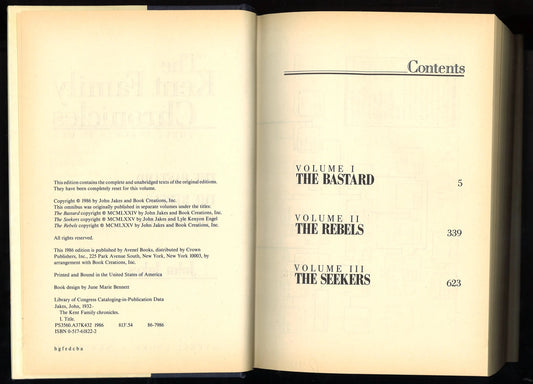 This edition contains the complete and unabridged texts of the original editions.
They have been completely reset for this volume.
Copyright © 1986 by John Jakes and Book Creations, Inc.
This omnibus was originally published in separate volumes under the titles:
The Bastard copyright © MCMLXXIV by John Jakes and Book Creations, Inc.
The Seekers copyright © MCMLXXV by John Jakes and Lyle Kenyon Engel
The Rebels copyright © MCMLXXV by John Jakes and Book Creations, Inc.
All rights reserved.
This 1986 edition is published by Avenel Books, distributed by Crown
Publishers, Inc., 225 Park Avenue South, New York, New York 10003, by
arrangement with Book Creations, Inc.
Printed and Bound in the United States of America
Book design by June Marie Bennett
Library of Congress Cataloging-in-Publication Data
Jakes, John, 1932-
The Kent Family chronicles.
I. Title.
PS3560.A37K432 1986 813'.54 86-7986
ISBN 0-517-61822-2
h g f e d c b a
Contents
VOLUME I
THE BASTARD 5
VOLUME II
THE REBELS 339
VOLUME III
THE SEEKERS 623